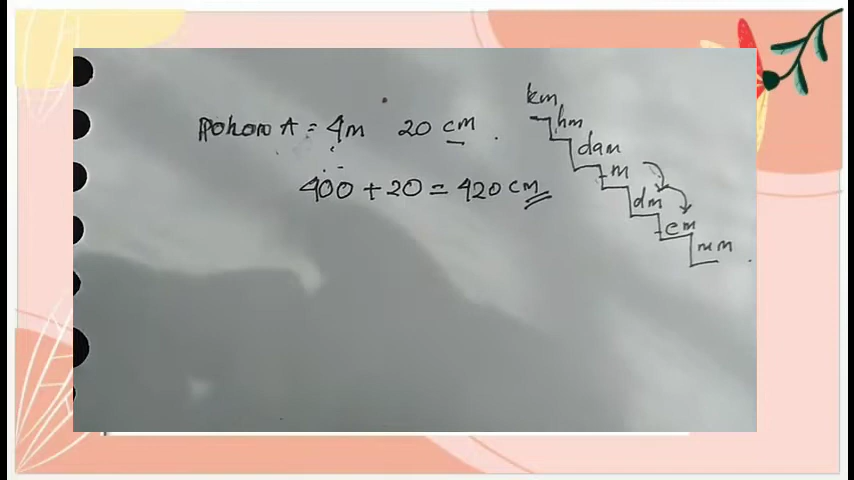 Pohon A = 4m 20 cm.
400 + 20 = 420 cm
km
hm
dam
m
dm
cm
mm